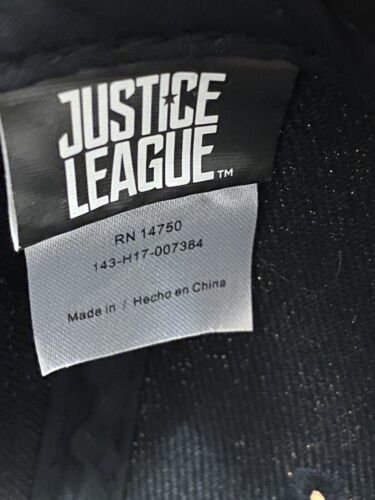 JUSTICE
LEAGUE™
RN 14750
143-H17-007364
Made in / Hecho en China